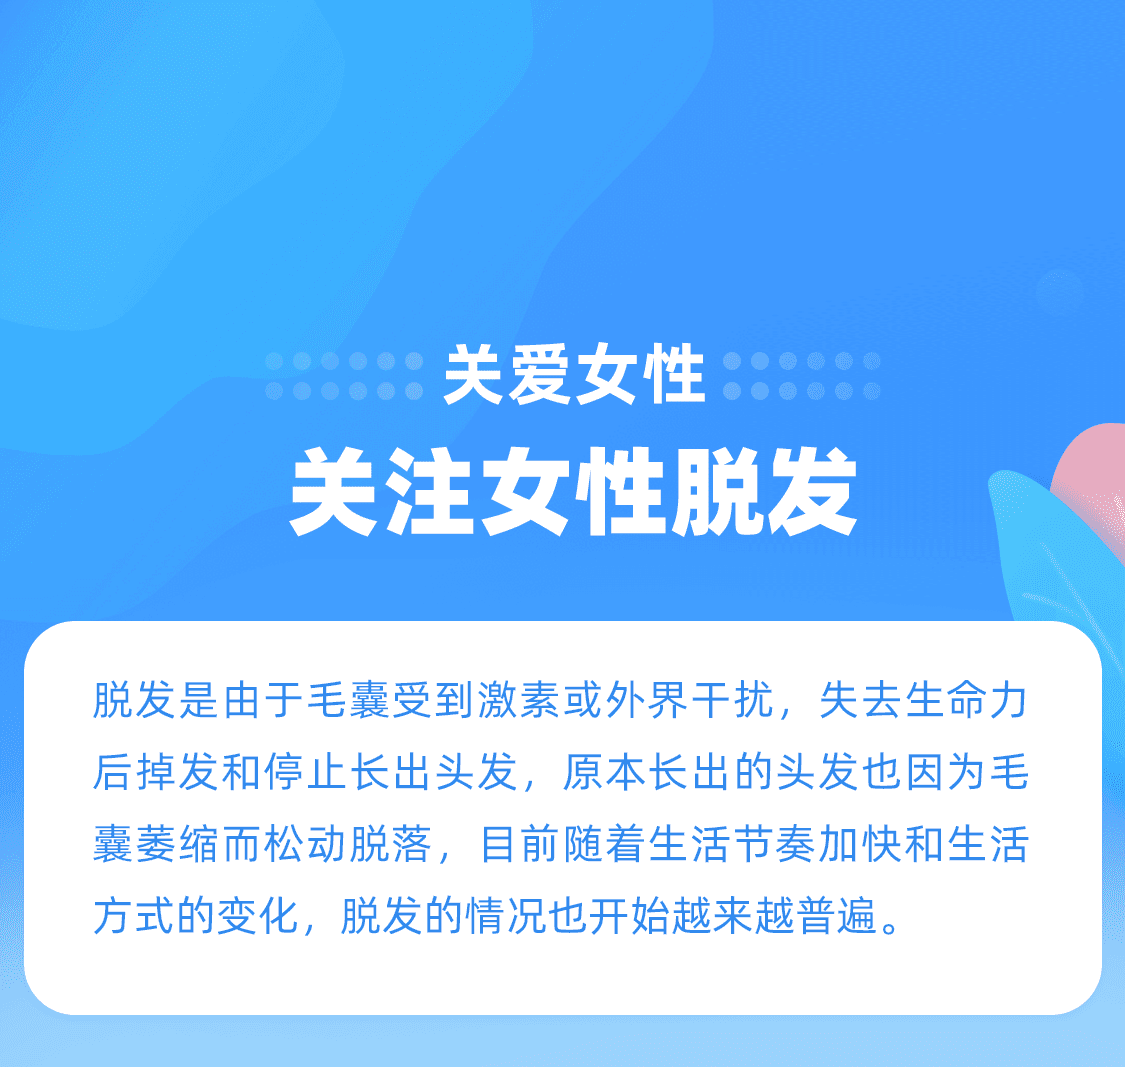 关爱女性
关注女性脱发
脱发是由于毛囊受到激素或外界干扰，失去生命力
后掉发和停止长出头发，原本长出的头发也因为毛
囊萎缩而松动脱落，目前随着生活节奏加快和生活
方式的变化，脱发的情况也开始越来越普遍。